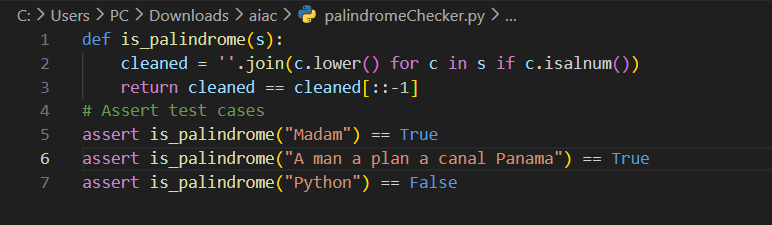 C: > Users > PC > Downloads > aiac > palindromeChecker.py > ...
1 def is_palindrome(s):
2     cleaned = ''.join(c.lower() for c in s if c.isalnum())
3     return cleaned == cleaned[::-1]
4 # Assert test cases
5 assert is_palindrome("Madam") == True
6 assert is_palindrome("A man a plan a canal Panama") == True
7 assert is_palindrome("Python") == False